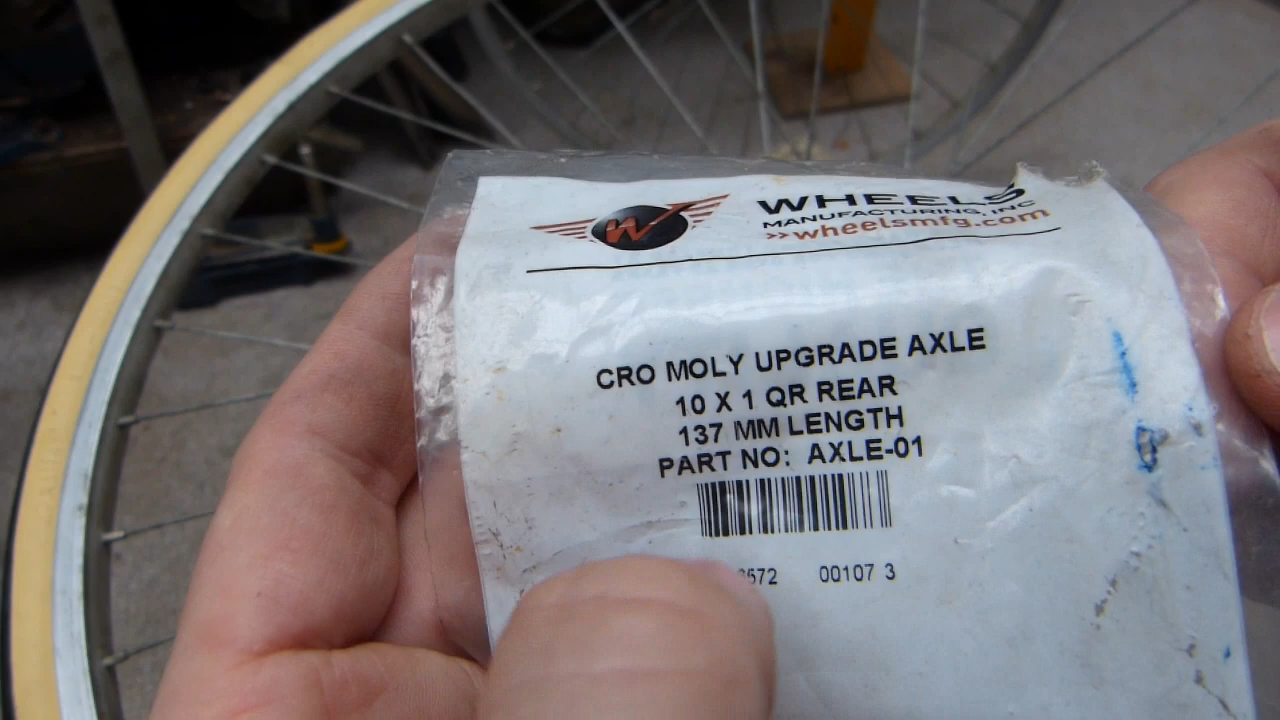 W
WHEELS
MANUFACTURING, INC
>>wheelsmfg.com
CRO MOLY UPGRADE AXLE
10 X 1 QR REAR
137 MM LENGTH
PART NO: AXLE-01
572 00107 3